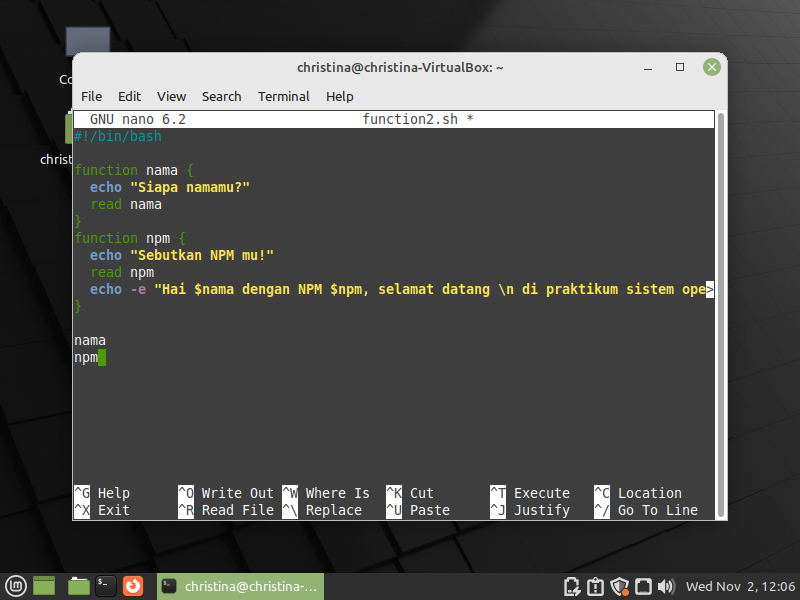 Co
christ
christina@christina-VirtualBox: ~
File Edit View Search Terminal Help
GNU nano 6.2 function2.sh *
#!/bin/bash
function nama {
echo "Siapa namamu?"
read nama
}
function npm {
echo "Sebutkan NPM mu!"
read npm
echo -e "Hai $nama dengan NPM $npm, selamat datang \n di praktikum sistem ope>
}
nama
npm
^G Help ^O Write Out ^W Where Is ^K Cut ^T Execute ^C Location
^X Exit ^R Read File ^\ Replace ^U Paste ^J Justify ^/ Go To Line
christina@christina-... Wed Nov 2, 12:06